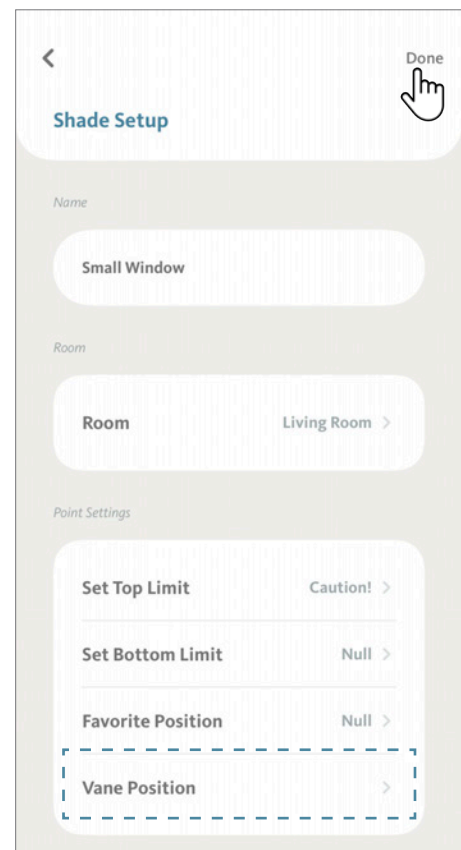 Done
Shade Setup
Name
Small Window
Room
Room Living Room
Point Settings
Set Top Limit Caution!
Set Bottom Limit Null
Favorite Position Null
Vane Position